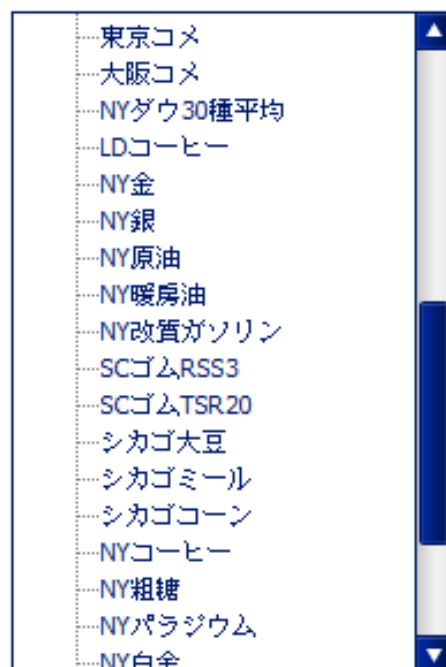 東京コメ
大阪コメ
NYダウ30種平均
LDコーヒー
NY金
NY銀
NY原油
NY暖房油
NY改質ガソリン
SCゴムRSS3
SCゴムTSR20
シカゴ大豆
シカゴミール
シカゴコーン
NYコーヒー
NY粗糖
NYパラジウム
NY白金